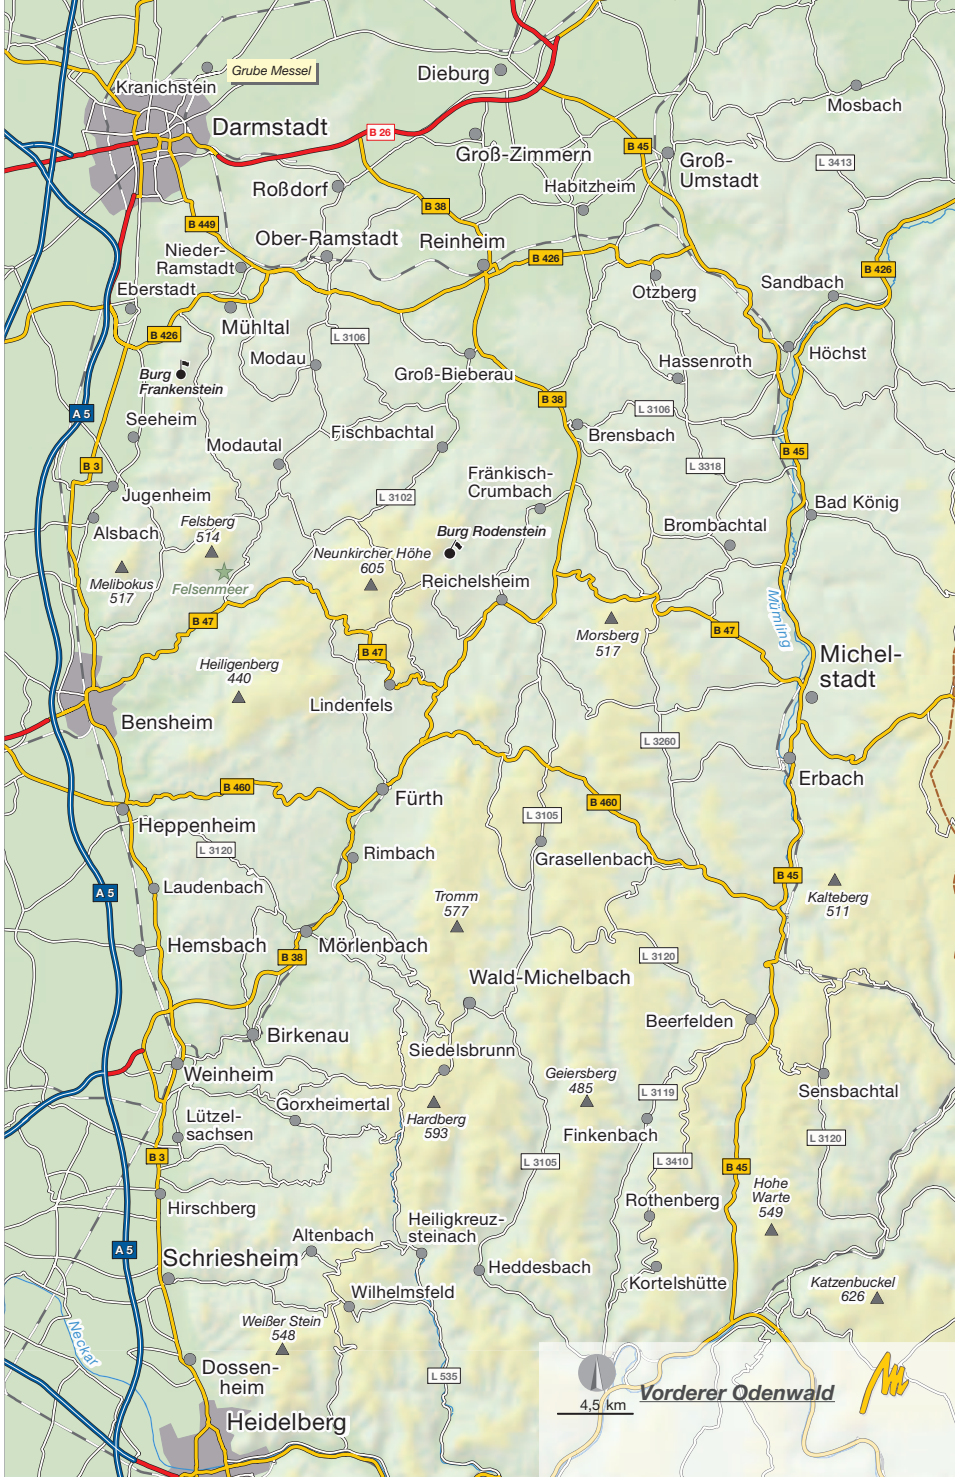 Grube Messel
Dieburg
Kranichstein
Mosbach
Darmstadt
B 26
Groß-Zimmern
B 45
Groß-
Umstadt
L 3413
Roßdorf
Habitzheim
B 38
B 449
Ober-Ramstadt
Reinheim
Nieder-
Ramstadt
B 426
B 426
Eberstadt
Otzberg
Sandbach
B 426
Mühltal
L 3106
Modau
Höchst
Burg
Frankenstein
Groß-Bieberau
Hassenroth
A 5
B 38
L 3106
Seeheim
Fischbachtal
Brensbach
Modautal
B 45
B 3
Fränkisch-
Crumbach
L 3318
Jugenheim
L 3102
Bad König
Alsbach
Felsberg
514
Burg Rodenstein
Brombachtal
Neunkircher Höhe
605
Melibokus
517
Felsenmeer
Reichelsheim
Mümling
B 47
Morsberg
517
B 47
B 47
Michel-
stadt
Heiligenberg
440
Lindenfels
Bensheim
L 3260
Erbach
B 460
Fürth
B 460
Heppenheim
L 3105
L 3120
Rimbach
Grasellenbach
Laudenbach
B 45
Tromm
577
Kalteberg
511
Hemsbach
Mörlenbach
B 38
L 3120
A 5
Wald-Michelbach
Birkenau
Beerfelden
Siedelsbrunn
Weinheim
Geiersberg
485
Sensbachtal
L 3119
Gorxheimertal
Hardberg
593
Lützel-
sachsen
Finkenbach
L 3120
B 3
L 3105
L 3410
B 45
Hohe
Warte
549
Hirschberg
Rothenberg
Heiligkreuz-
steinach
Altenbach
A 5
Schriesheim
Heddesbach
Kortelshütte
Katzenbuckel
626
Wilhelmsfeld
Weißer Stein
548
Neckar
Dossen-
heim
L 535
Vorderer Odenwald
4,5 km
Heidelberg